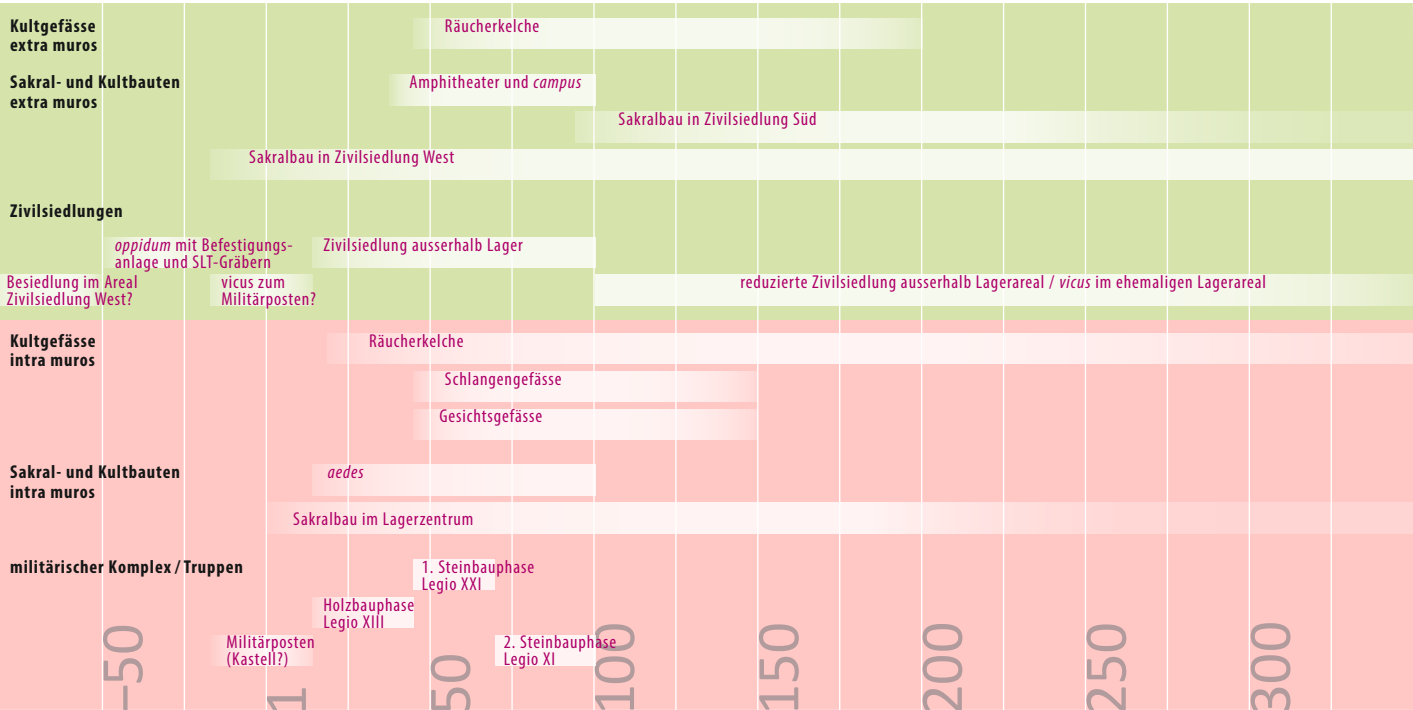 Kultgefässe
extra muros
Räucherkelche
Sakral- und Kultbauten
extra muros
Amphitheater und campus
Sakralbau in Zivilsiedlung Süd
Sakralbau in Zivilsiedlung West
Zivilsiedlungen
oppidum mit Befestigungs-
anlage und SLT-Gräbern
Zivilsiedlung ausserhalb Lager
Besiedlung im Areal
Zivilsiedlung West?
vicus zum
Militärposten?
reduzierte Zivilsiedlung ausserhalb Lagerareal / vicus im ehemaligen Lagerareal
Kultgefässe
intra muros
Räucherkelche
Schlangengefässe
Gesichtsgefässe
Sakral- und Kultbauten
intra muros
aedes
Sakralbau im Lagerzentrum
militärischer Komplex / Truppen
1. Steinbauphase
Legio XXI
Holzbauphase
Legio XIII
Militärposten
(Kastell?)
2. Steinbauphase
Legio XI
–50
1
50
100
150
200
250
300